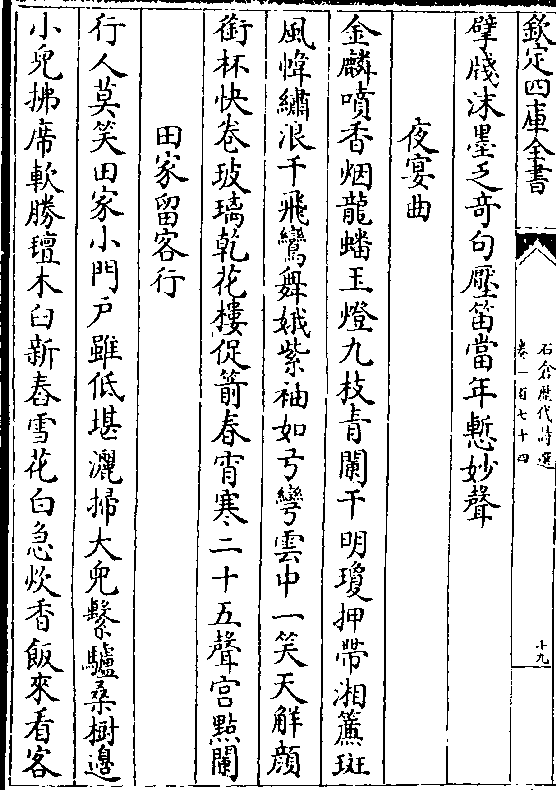 欽定四庫全書
石倉歷代詩選
卷一百七十四
十九
擘牋沫墨乏竒句壓笛當年慙妙聲
夜宴曲
金麟噴香烟龍蟠玉燈九枝青闌干明瓊押帶湘簾斑
風幃繡浪千飛鸞舞娥紫袖如弓彎雲中一笑天解顔
銜杯快卷玻璃乾花樓促箭春宵寒二十五聲宮點闌
田家留客行
行人莫笑田家小門戶雖低堪灑掃大兒繫驢桑樹邉
小兒拂席軟勝氊木臼新舂雪花白急炊香飯來看客